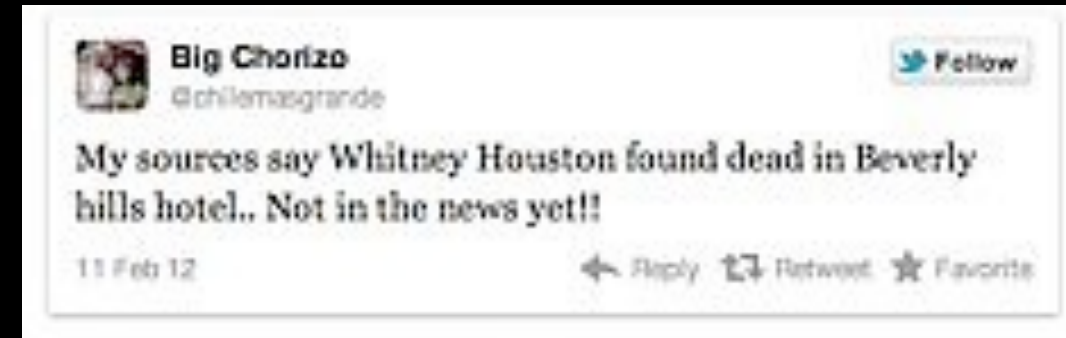 Big Chorizo
Follow
@chilemasgrande
My sources say Whitney Houston found dead in Beverly
hills hotel.. Not in the news yet!!
11 Feb 12 Reply Retweet Favorite